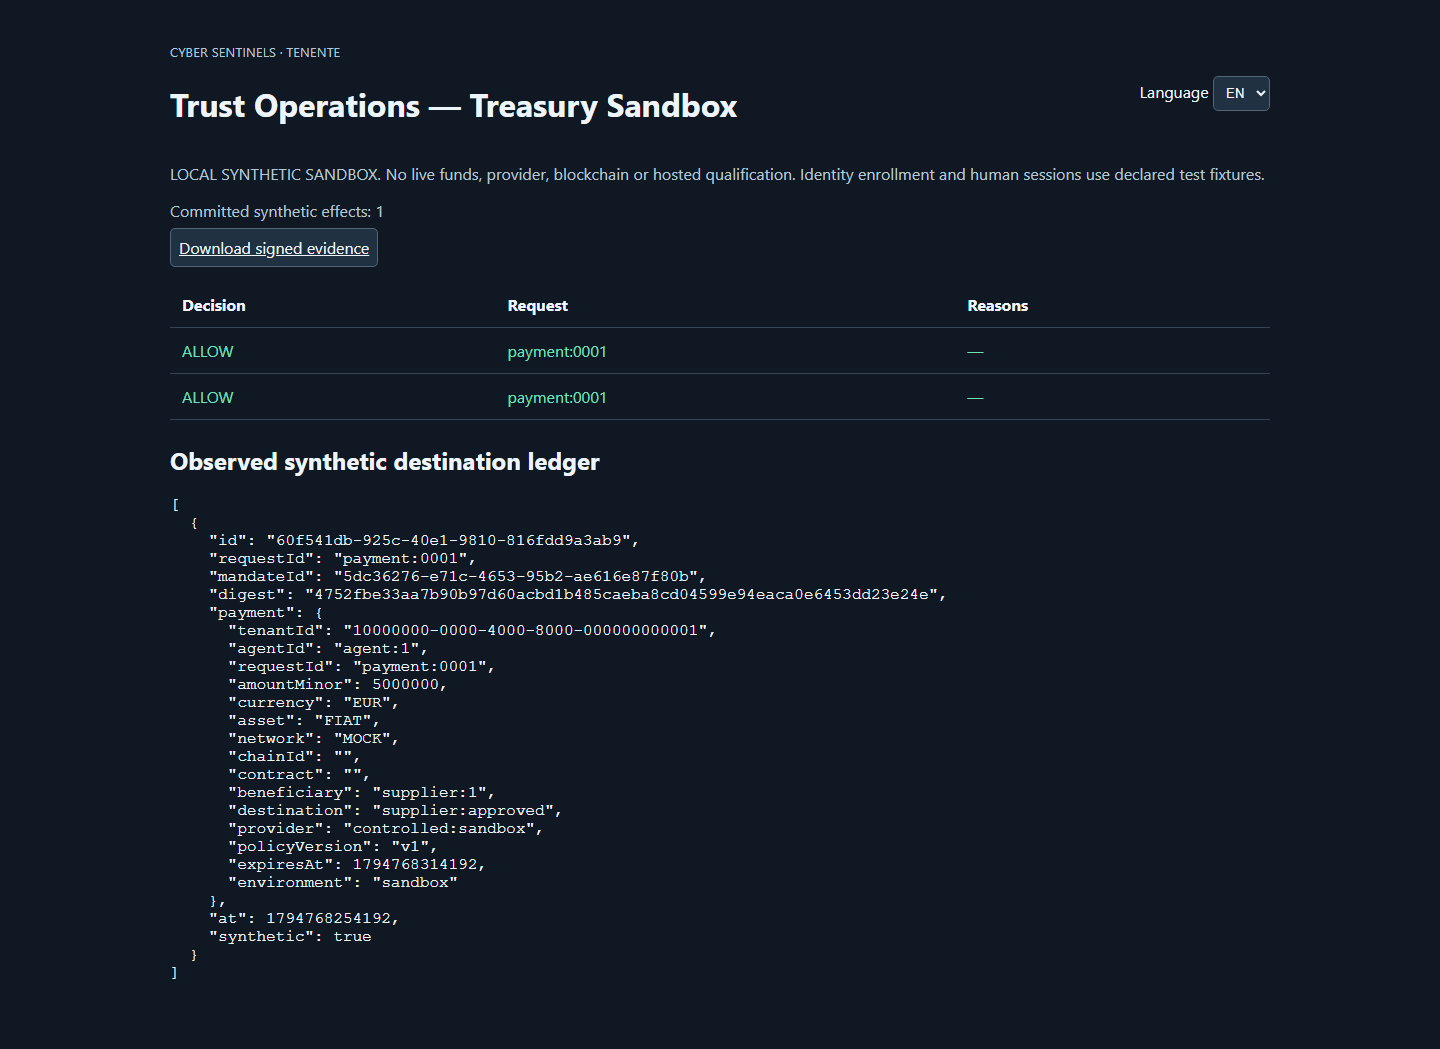 CYBER SENTINELS · TENENTE
Trust Operations — Treasury Sandbox
Language EN
LOCAL SYNTHETIC SANDBOX. No live funds, provider, blockchain or hosted qualification. Identity enrollment and human sessions use declared test fixtures.
Committed synthetic effects: 1
Download signed evidence
Decision Request Reasons
ALLOW payment:0001 —
ALLOW payment:0001 —
Observed synthetic destination ledger
[
  {
    "id": "60f541db-925c-40e1-9810-816fdd9a3ab9",
    "requestId": "payment:0001",
    "mandateId": "5dc36276-e71c-4653-95b2-ae616e87f80b",
    "digest": "4752fbe33aa7b90b97d60acbd1b485caeba8cd04599e94eaca0e6453dd23e24e",
    "payment": {
      "tenantId": "10000000-0000-4000-8000-000000000001",
      "agentId": "agent:1",
      "requestId": "payment:0001",
      "amountMinor": 5000000,
      "currency": "EUR",
      "asset": "FIAT",
      "network": "MOCK",
      "chainId": "",
      "contract": "",
      "beneficiary": "supplier:1",
      "destination": "supplier:approved",
      "provider": "controlled:sandbox",
      "policyVersion": "v1",
      "expiresAt": 1794768314192,
      "environment": "sandbox"
    },
    "at": 1794768254192,
    "synthetic": true
  }
]